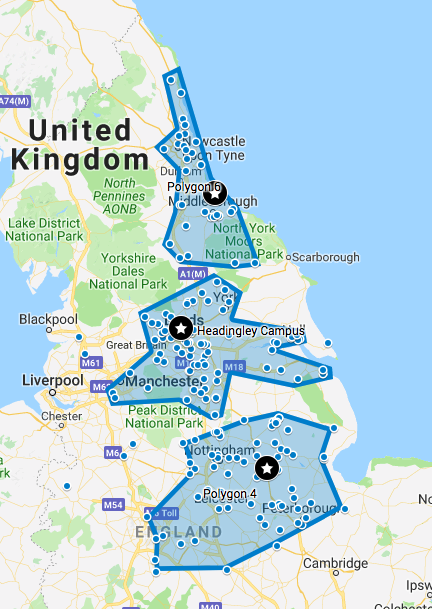 A74(M)
United
Kingdom
Newcastle
upon Tyne
Durham
Polygon 6
Middlesbrough
North
Pennines
AONB
Lake District
National Park
North York
Moors
National Park
Scarborough
Yorkshire
Dales
National Park
A1(M)
York
Blackpool
Leeds
Headingley Campus
Great Britain
M61
M18
Liverpool
M62
Manchester
Chester
Peak District
National Park
M6
Nottingham
Leicester
Polygon 4
M54
M6 Toll
Peterborough
ENGLAND
Cambridge
Ipsw
Colcheste
M40